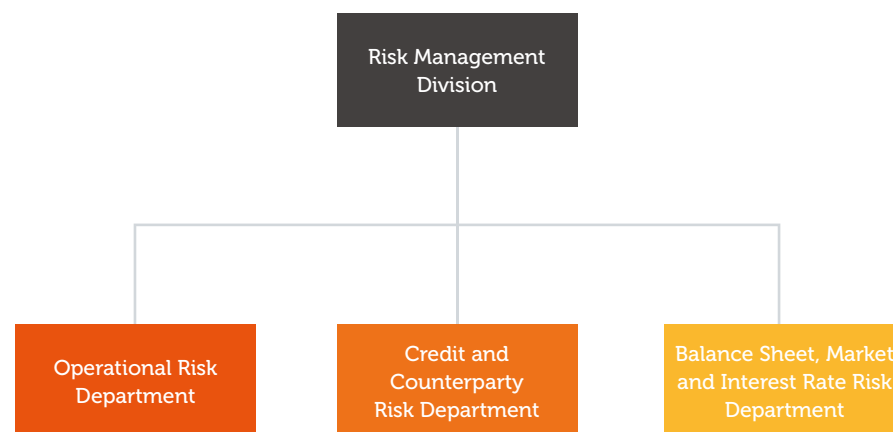 Risk Management
Division
Operational Risk
Department
Credit and
Counterparty
Risk Department
Balance Sheet, Market
and Interest Rate Risk
Department